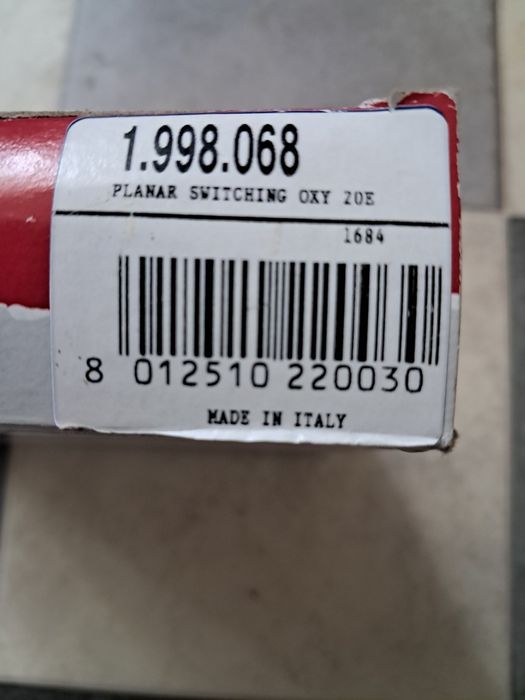 1.998.068
PLANAR SWITCHING OXY ZOE
1684
8 012510 220030
MADE IN ITALY